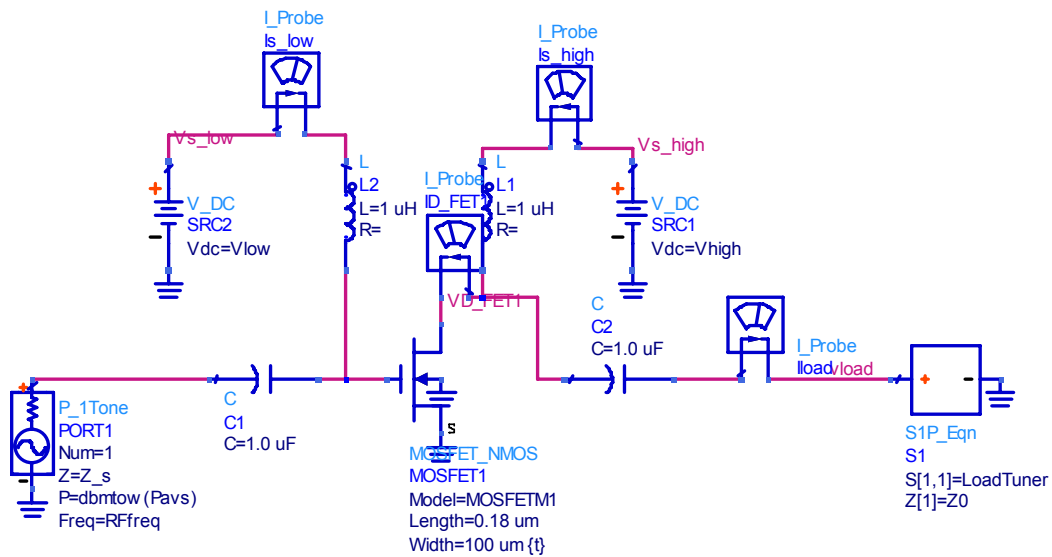 I_Probe
Is_low
I_Probe
Is_high
Vs_low
Vs_high
L
L2
L=1 uH
R=
I_Probe
ID_FET1
L
L1
L=1 uH
R=
+
V_DC
SRC2
-
Vdc=Vlow
+
V_DC
SRC1
-
Vdc=Vhigh
VD_FET1
C
C2
C=1.0 uF
I_Probe
Iload
vload
+
-
S1P_Eqn
S1
S[1,1]=LoadTuner
Z[1]=Z0
+
P_1Tone
PORT1
Num=1
Z=Z_s
-
P=dbmtow (Pavs)
Freq=RFfreq
C
C1
C=1.0 uF
s
MOSFET_NMOS
MOSFET1
Model=MOSFETM1
Length=0.18 um
Width=100 um {t}